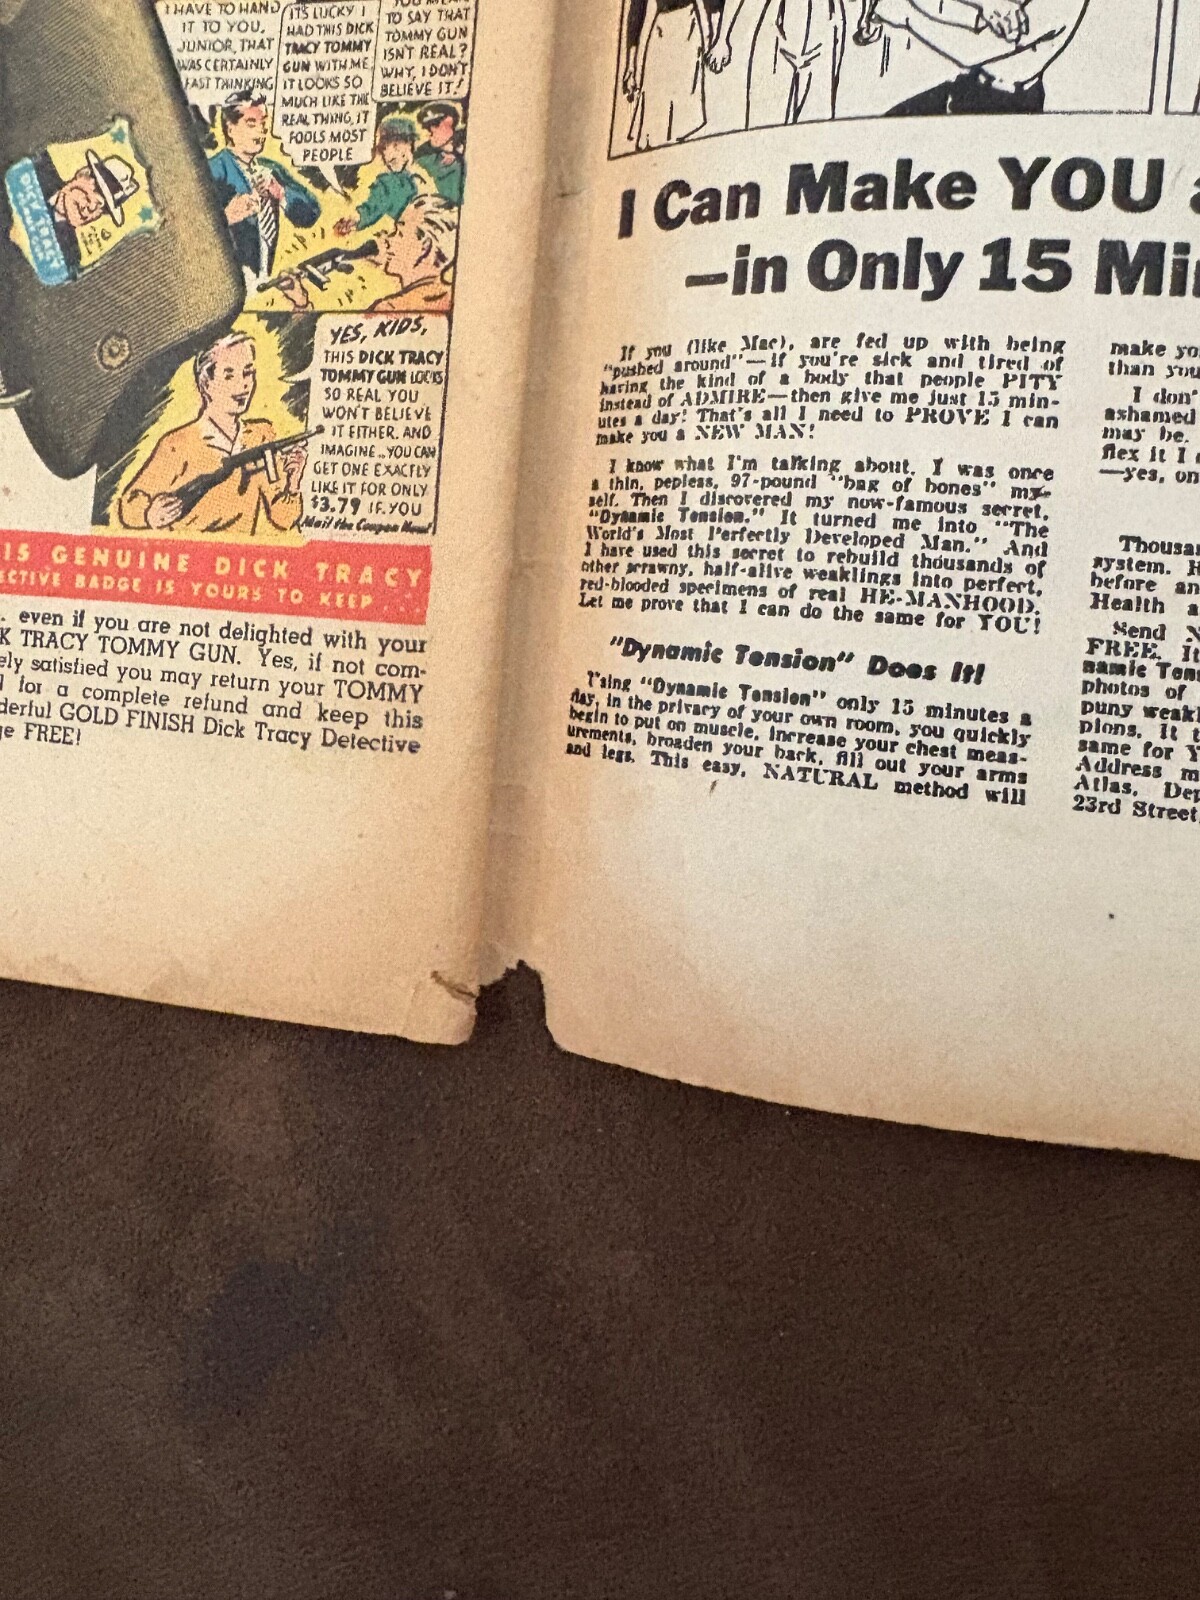 I HAVE TO HAND
IT TO YOU,
JUNIOR, THAT
WAS CERTAINLY
FAST THINKING
IT'S LUCKY I
HAD THIS DICK
TRACY TOMMY
GUN WITH ME.
IT LOOKS SO
MUCH LIKE THE
REAL THING, IT
FOOLS MOST
PEOPLE
TO SAY THAT
TOMMY GUN
ISN'T REAL?
WHY, I DON'T
BELIEVE IT!
DICK TRACY
YES, KIDS,
THIS DICK TRACY
TOMMY GUN LOOKS
SO REAL YOU
WON'T BELIEVE
IT EITHER. AND
IMAGINE.. YOU CAN
GET ONE EXACTLY
LIKE IT FOR ONLY
$3.79 IF YOU
Mail the Coupon Now!
IS GENUINE DICK TRACY
ECTIVE BADGE IS YOURS TO KEEP...
. even if you are not delighted with your
K TRACY TOMMY GUN. Yes, if not com-
ely satisfied you may return your TOMMY
for a complete refund and keep this
derful GOLD FINISH Dick Tracy Detective
ge FREE!
I Can Make YOU
—in Only 15 Min
If you (like Mac), are fed up with being
"pushed around"—if you're sick and tired of
having the kind of a body that people PITY
instead of ADMIRE—then give me just 15 min-
utes a day! That's all I need to PROVE I can
make you a NEW MAN!
I know what I'm talking about. I was once
a thin, pepless, 97-pound "bag of bones" my-
self. Then I discovered my now-famous secret,
"Dynamic Tension." It turned me into "The
World's Most Perfectly Developed Man." And
I have used this secret to rebuild thousands of
other scrawny, half-alive weaklings into perfect,
red-blooded specimens of real HE-MANHOOD.
Let me prove that I can do the same for YOU!
"Dynamic Tension" Does It!
Using "Dynamic Tension" only 15 minutes a
day, in the privacy of your own room, you quickly
begin to put on muscle, increase your chest meas-
urements, broaden your back, fill out your arms
and legs. This easy, NATURAL method will
make yo
than you
I don'
ashamed
may be.
flex it I
—yes, on
Thousan
system. H
before an
Health a
Send N
FREE. It
namic Ten
photos of
puny weakl
pions. It t
same for Y
Address m
Atlas, Dep
23rd Street,